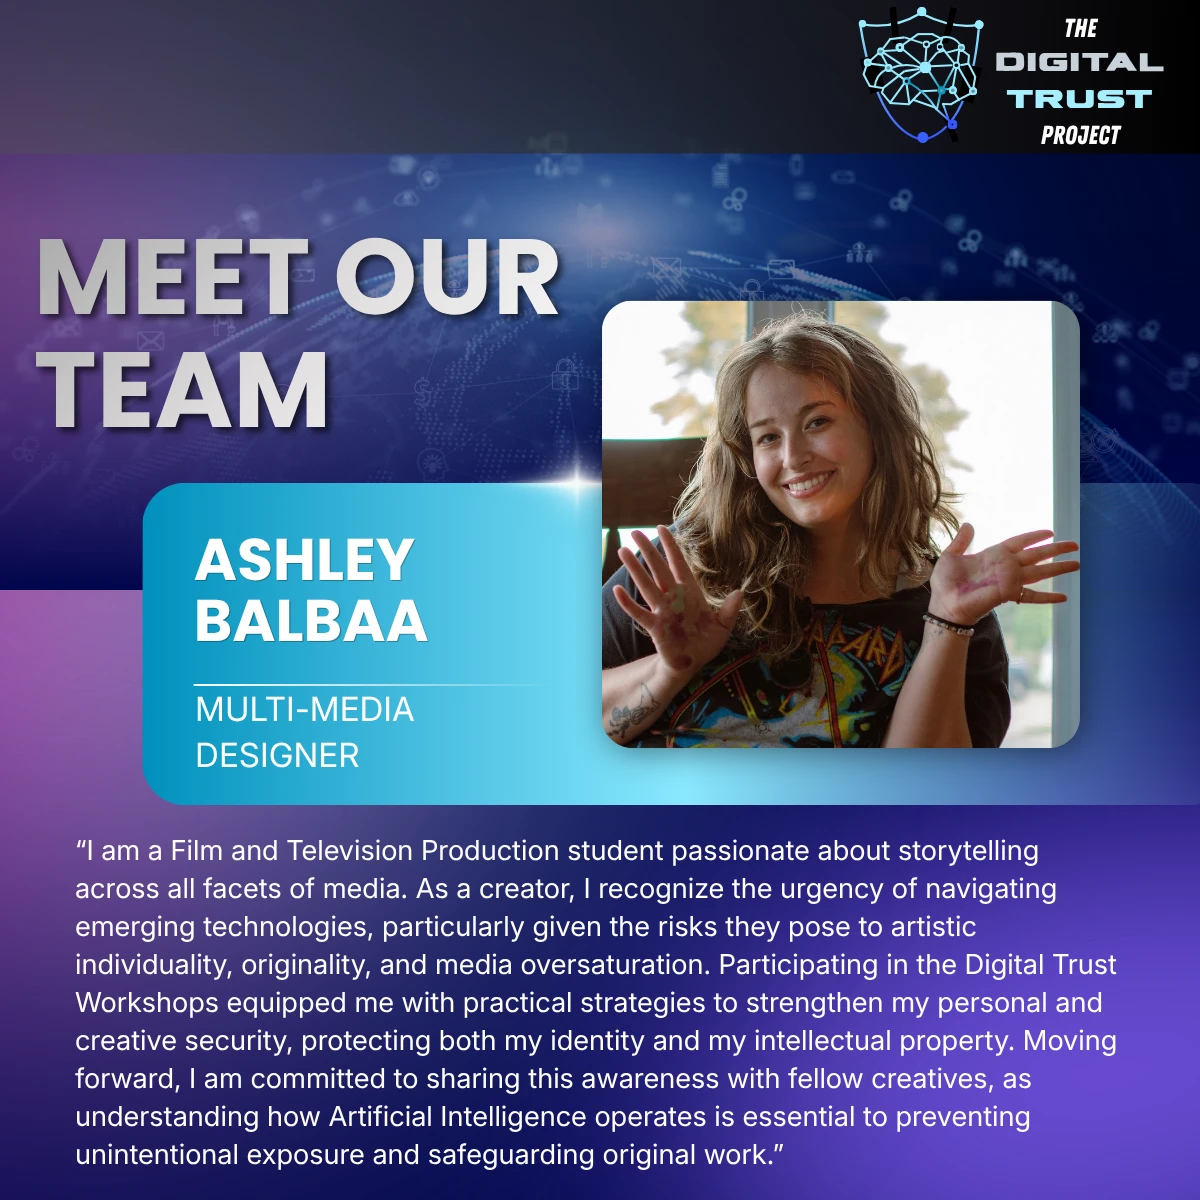 THE
DIGITAL
TRUST
PROJECT
MEET OUR
TEAM
ASHLEY
BALBAA
MULTI-MEDIA
DESIGNER
“I am a Film and Television Production student passionate about storytelling
across all facets of media. As a creator, I recognize the urgency of navigating
emerging technologies, particularly given the risks they pose to artistic
individuality, originality, and media oversaturation. Participating in the Digital Trust
Workshops equipped me with practical strategies to strengthen my personal and
creative security, protecting both my identity and my intellectual property. Moving
forward, I am committed to sharing this awareness with fellow creatives, as
understanding how Artificial Intelligence operates is essential to preventing
unintentional exposure and safeguarding original work.”